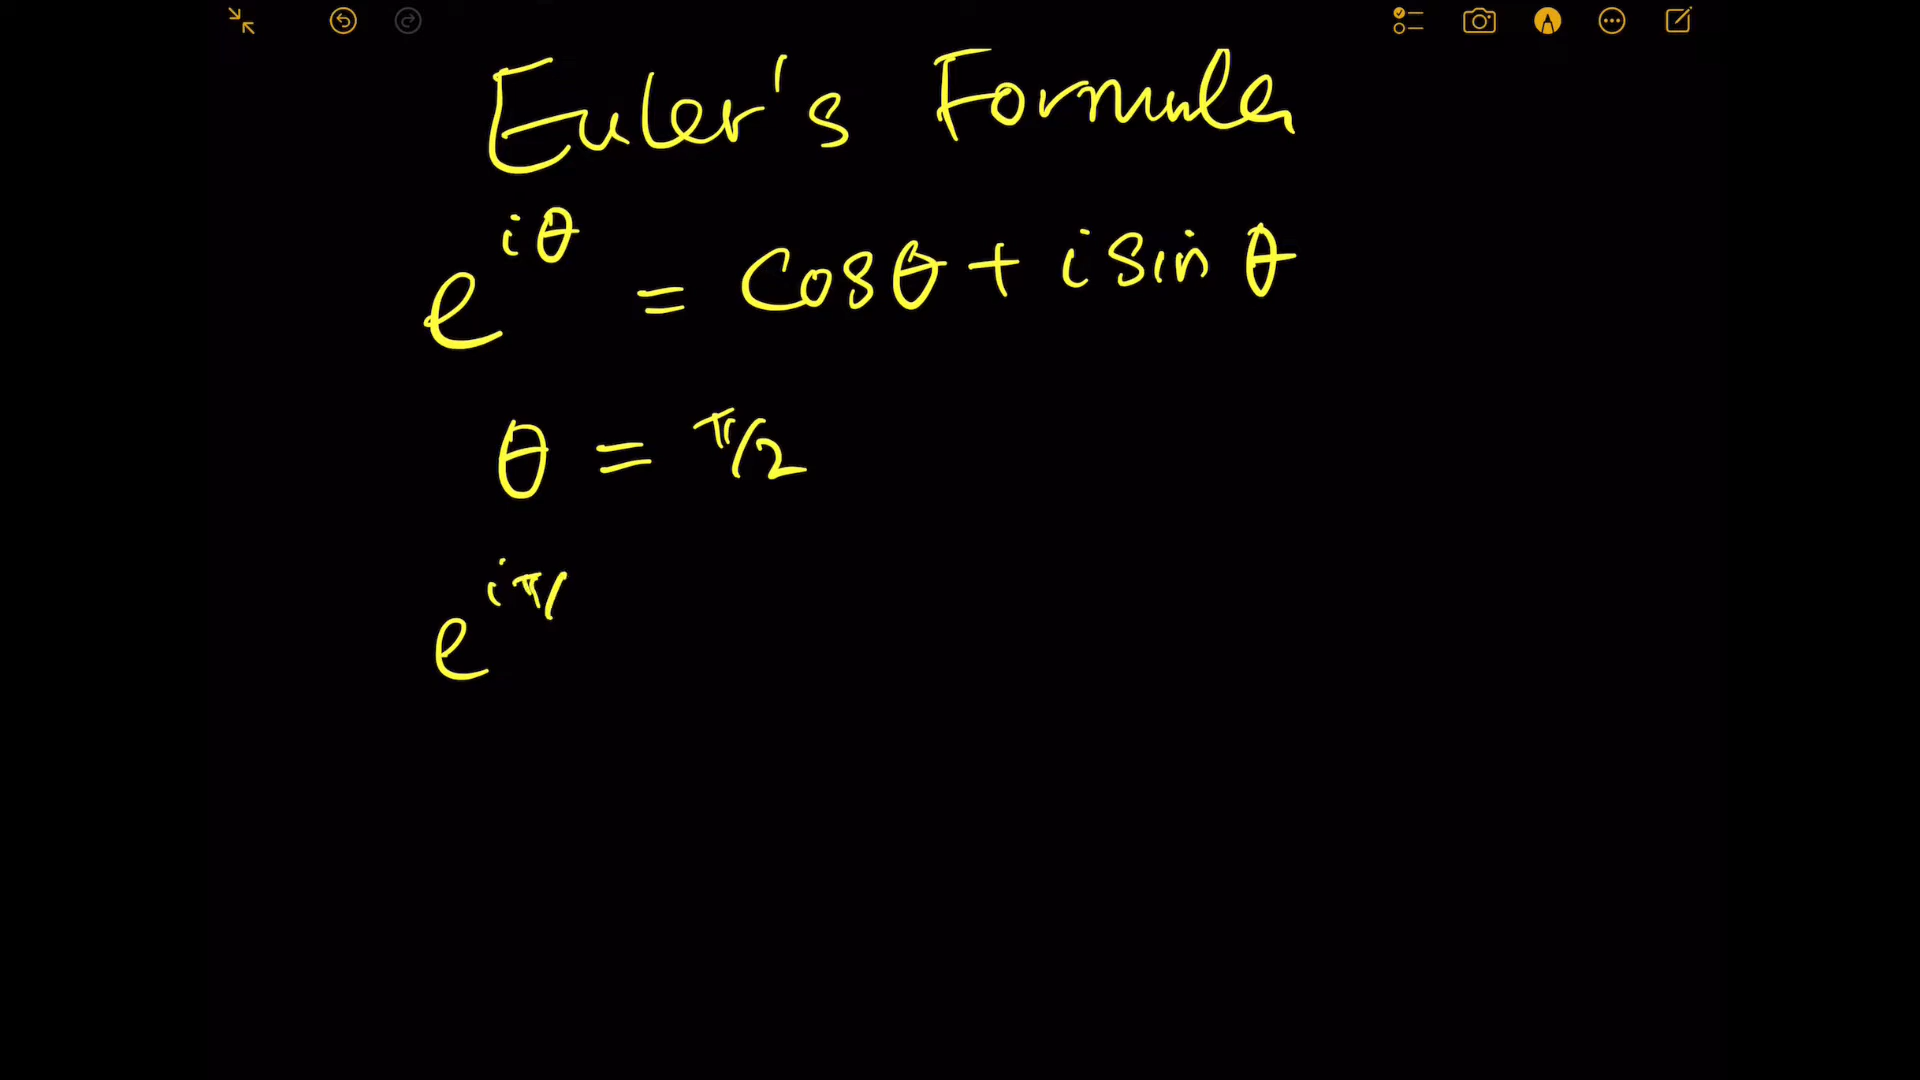 Euler's Formula
e^{iθ} = cosθ + i sin θ
θ = π/2
e^{iπ/